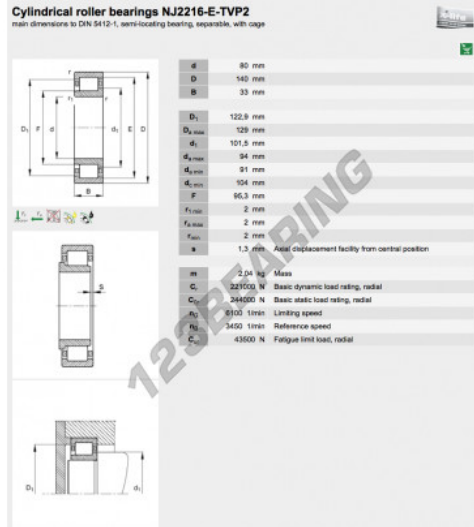 Cylindrical roller bearings NJ2216-E-TVP2
main dimensions to DIN 5412-1, semi-locating bearing, separable, with cage
d 80 mm
D 140 mm
B 33 mm
D1 122,9 mm
Da max 129 mm
d1 101,5 mm
da max 94 mm
da min 91 mm
dc min 104 mm
F 95,3 mm
r1 min 2 mm
ra max 2 mm
rmin 2 mm
s 1,3 mm Axial displacement facility from central position
m 2,04 kg Mass
Cr 221000 N Basic dynamic load rating, radial
244000 N Basic static load rating, radial
nG 6100 1/min Limiting speed
3450 1/min Reference speed
43500 N Fatigue limit load, radial
r
r1 r
D1 F d d1 E D
B
S
D1 d1
123BEARING